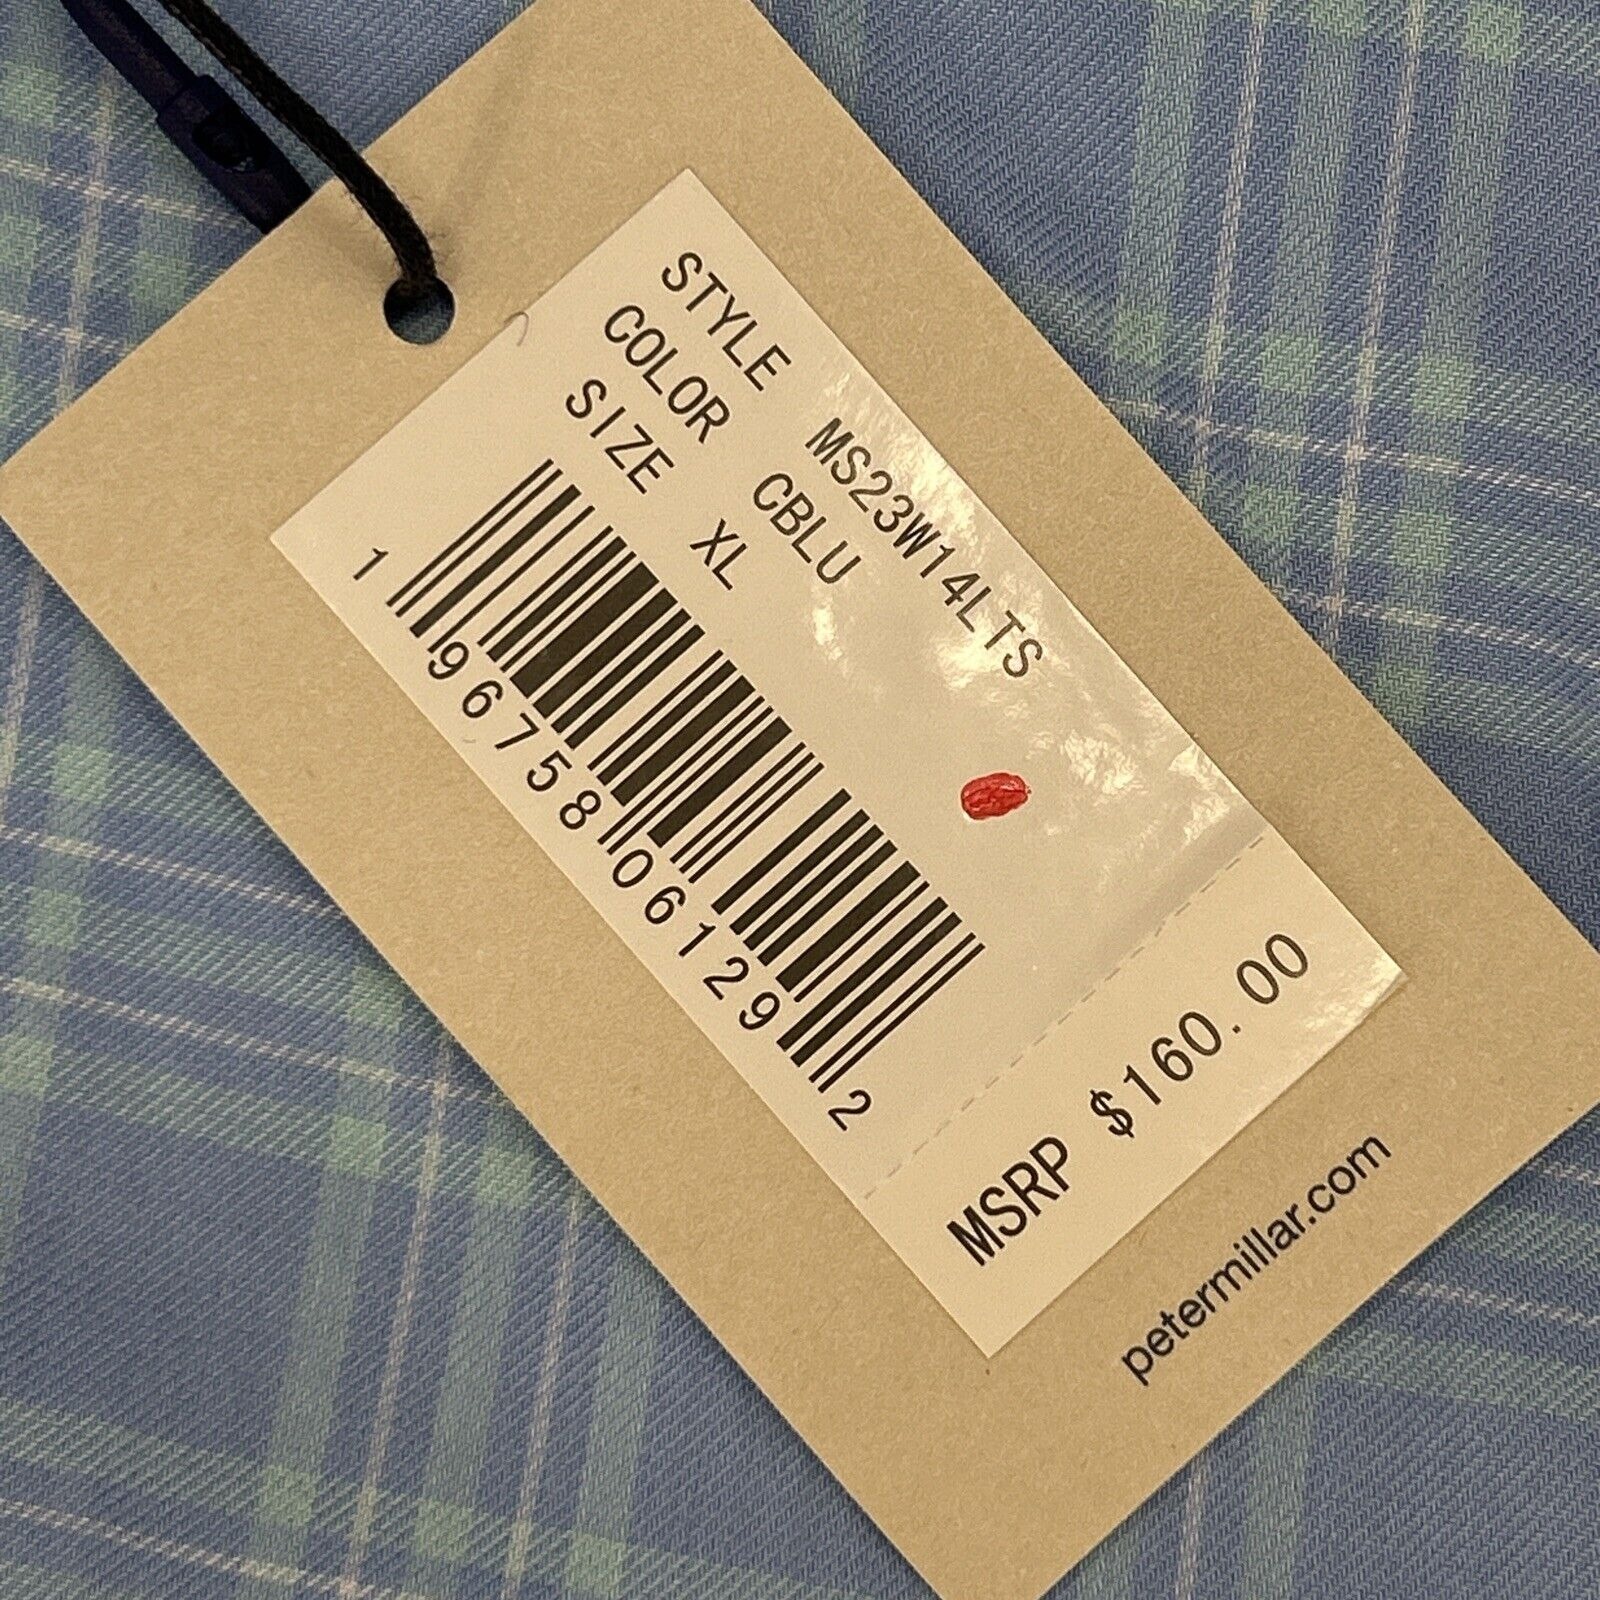 STYLE MS23W14LTS
COLOR CBLU
SIZE XL
1 96758 06129 2
MSRP $160.00
petermillar.com